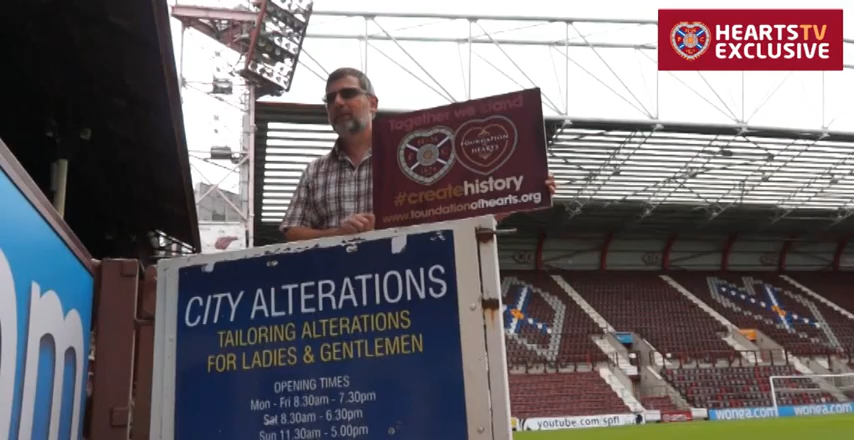 HEARTSTV
EXCLUSIVE
Together we stand
FOUNDATION
OF HEARTS
#createhistory
www.foundationofhearts.org
CITY ALTERATIONS
TAILORING ALTERATIONS
FOR LADIES & GENTLEMEN
OPENING TIMES
Mon - Fri 8.30am - 7.30pm
Sat 8.30am - 6.30pm
Sun 11.30am - 5.00pm
om
youtube.com/spfl
wonga.com
wonga.com